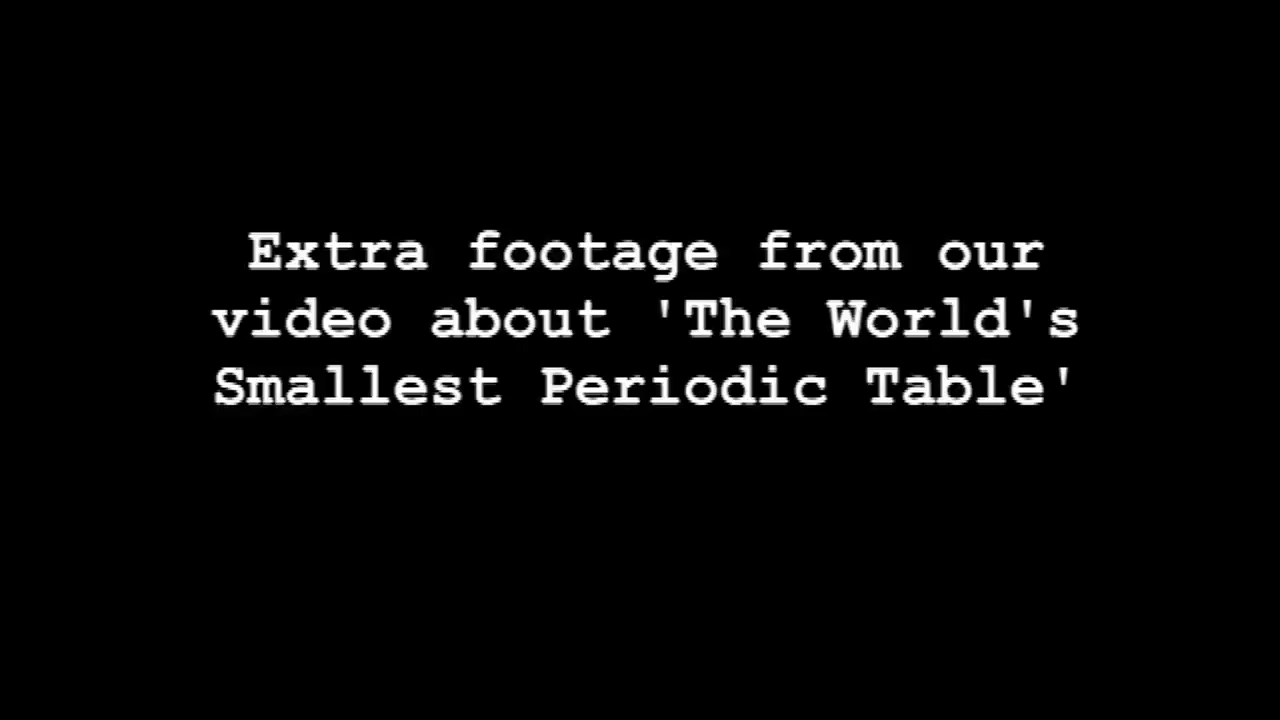 Extra footage from our
video about 'The World's
Smallest Periodic Table'